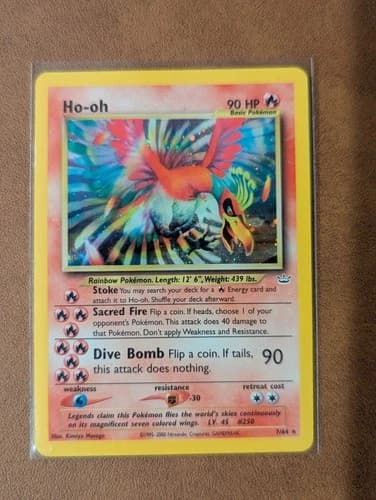 Ho-oh
90 HP
Basic Pokémon
Rainbow Pokémon. Length: 12' 6", Weight: 439 lbs.
Stoke You may search your deck for a Energy card and
attach it to Ho-oh. Shuffle your deck afterward.
Sacred Fire Flip a coin. If heads, choose 1 of your
opponent's Pokémon. This attack does 40 damage to
that Pokémon. Don't apply Weakness and Resistance.
Dive Bomb Flip a coin. If tails,
this attack does nothing.
90
weakness
resistance
retreat cost
-30
Legends claim this Pokémon flies the world's skies continuously
on its magnificent seven colored wings. LV. 45 #250
Illus. Kimiya Masago
©1995, 2000 Nintendo, Creatures, GAMEFREAK.
7/64 ★